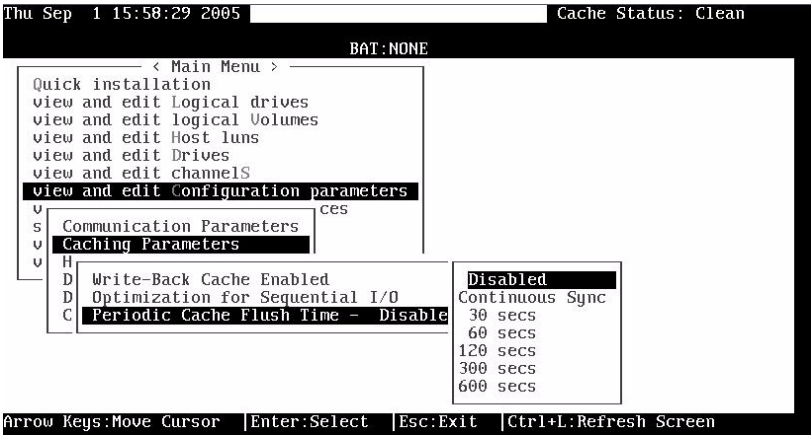 Thu Sep 1 15:58:29 2005 Cache Status: Clean
BAT:NONE
< Main Menu >
Quick installation
view and edit Logical drives
view and edit logical Volumes
view and edit Host luns
view and edit Drives
view and edit channelS
view and edit Configuration parameters
v ces
s Communication Parameters
v Caching Parameters
v H
D Write-Back Cache Enabled
D Optimization for Sequential I/O
C Periodic Cache Flush Time - Disable
Disabled
Continuous Sync
30 secs
60 secs
120 secs
300 secs
600 secs
Arrow Keys:Move Cursor |Enter:Select |Esc:Exit |Ctrl+L:Refresh Screen